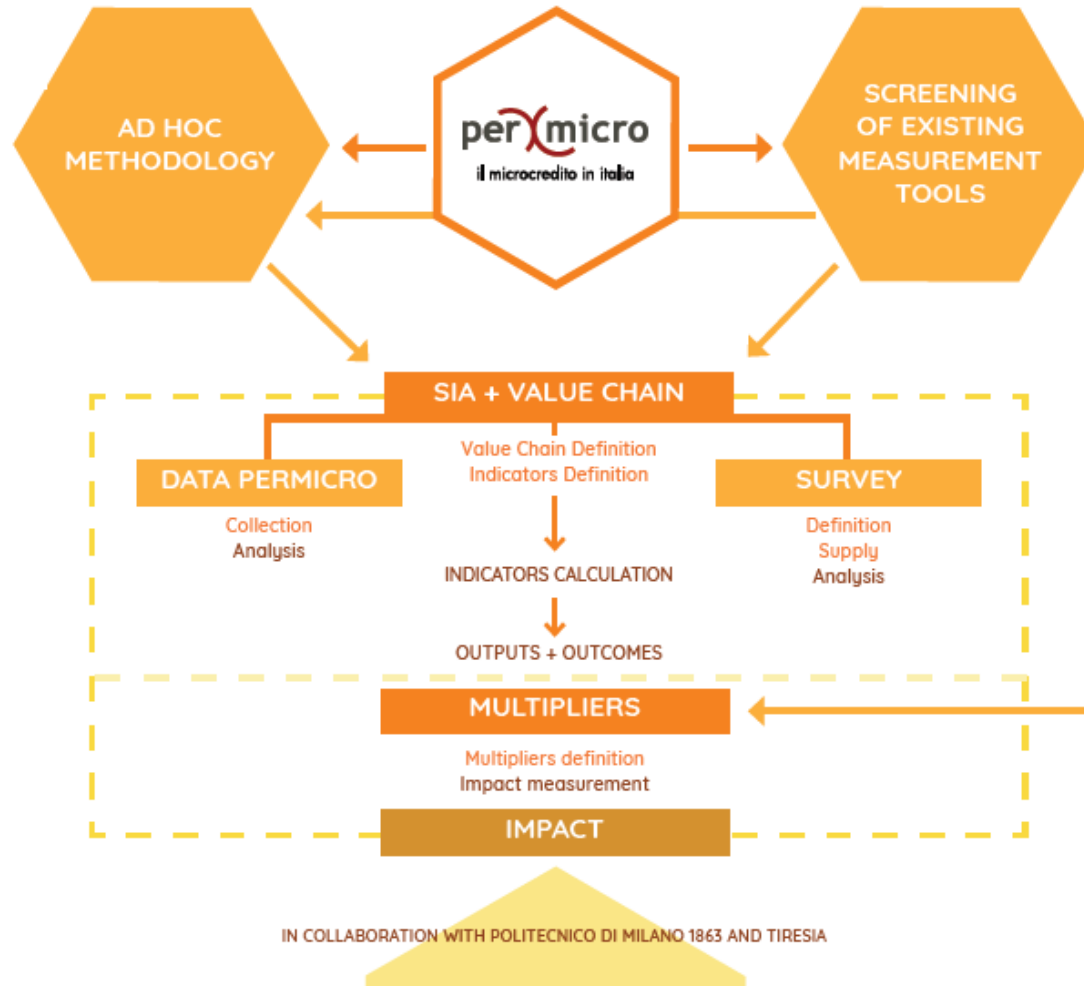 AD HOC
METHODOLOGY
per micro
il microcredito in italia
SCREENING
OF EXISTING
MEASUREMENT
TOOLS
SIA + VALUE CHAIN
Value Chain Definition
Indicators Definition
DATA PERMICRO
Collection
Analysis
SURVEY
Definition
Supply
Analysis
INDICATORS CALCULATION
OUTPUTS + OUTCOMES
MULTIPLIERS
Multipliers definition
Impact measurement
IMPACT
IN COLLABORATION WITH POLITECNICO DI MILANO 1863 AND TIRESIA